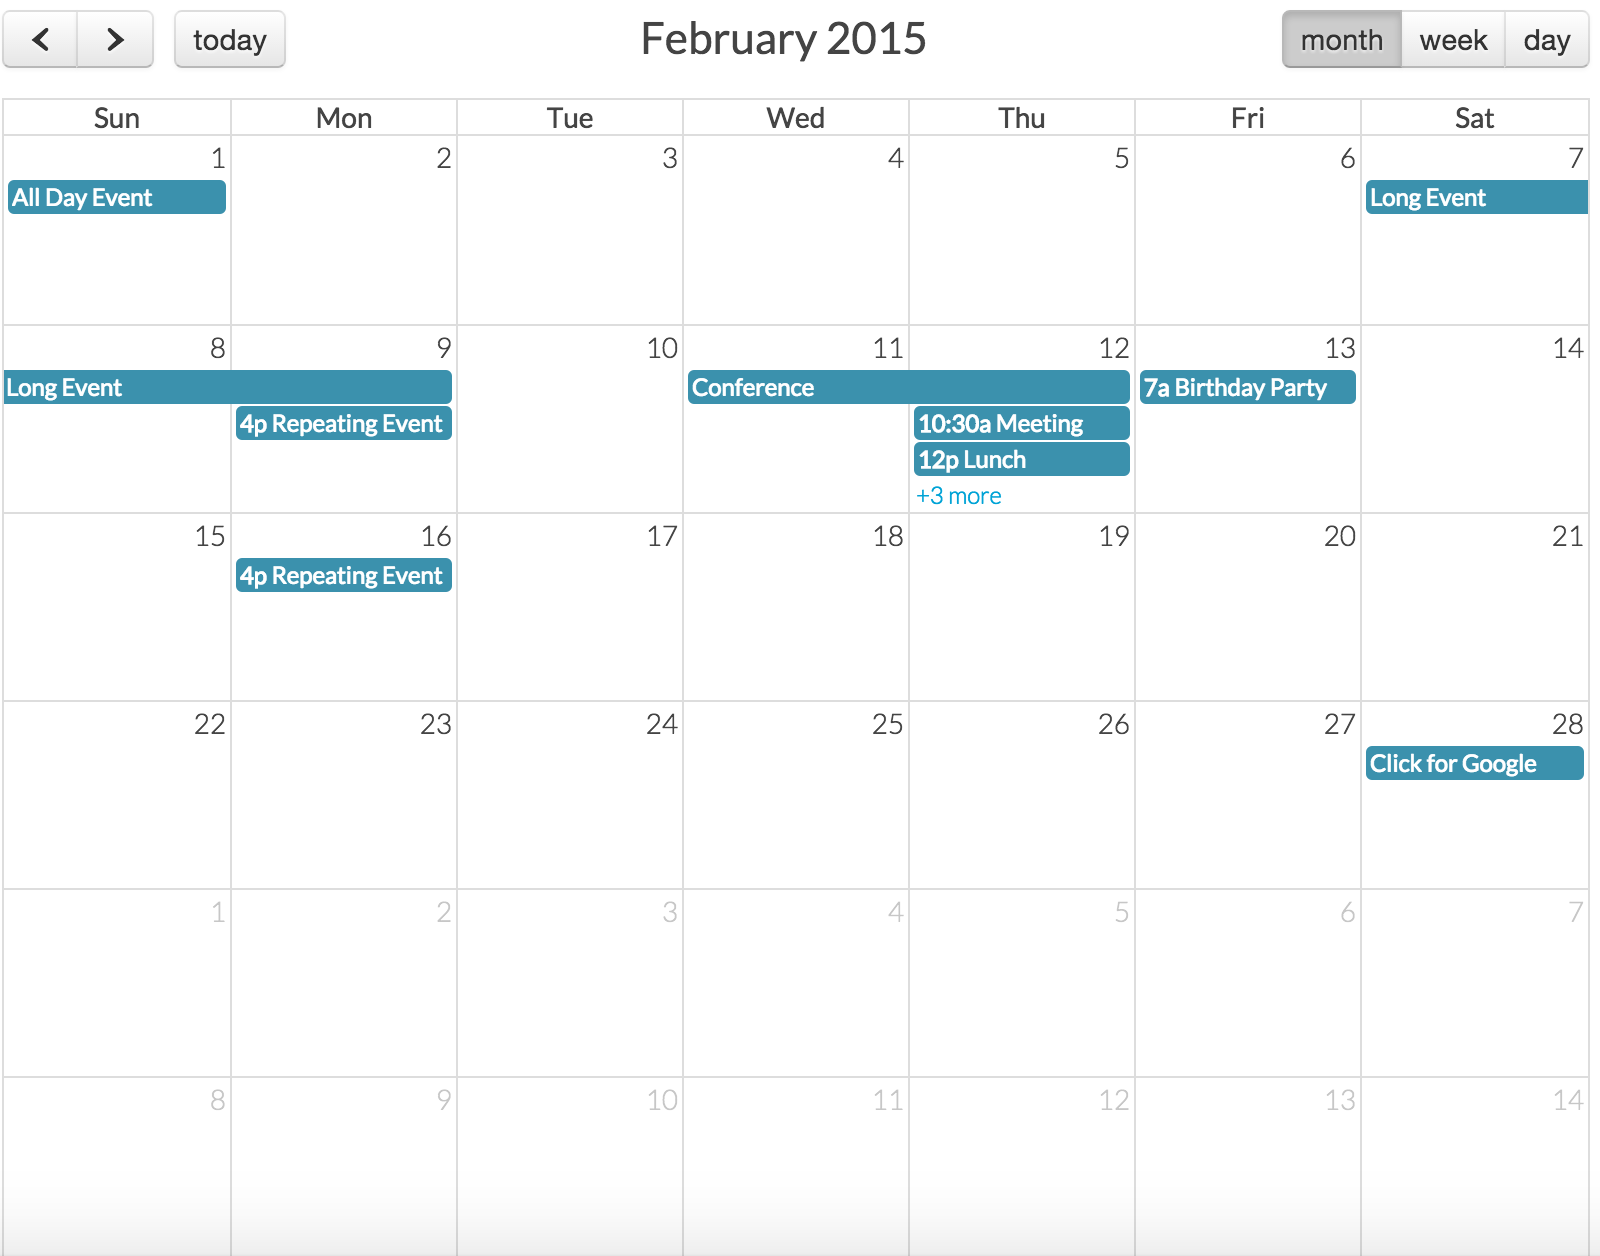 today
February 2015
month week day
Sun Mon Tue Wed Thu Fri Sat
1 2 3 4 5 6 7
All Day Event Long Event
8 9 10 11 12 13 14
Long Event Conference 7a Birthday Party
4p Repeating Event 10:30a Meeting
12p Lunch
+3 more
15 16 17 18 19 20 21
4p Repeating Event
22 23 24 25 26 27 28
Click for Google
1 2 3 4 5 6 7
8 9 10 11 12 13 14